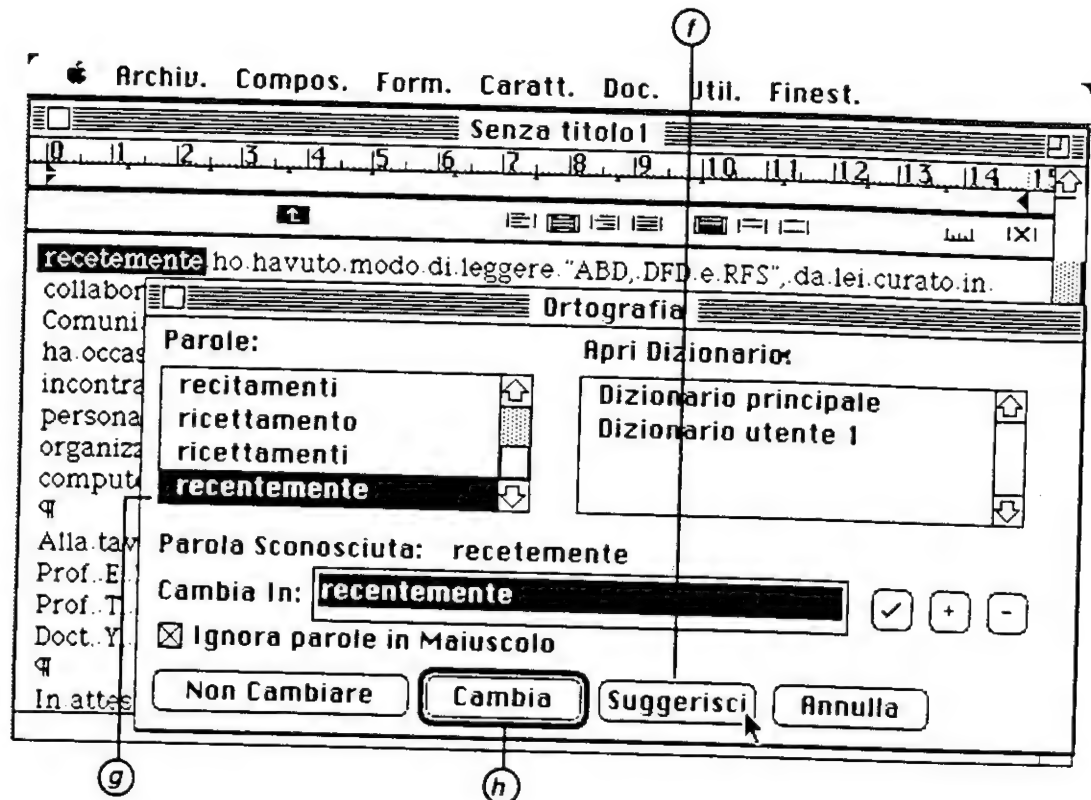 f
Archiv. Compos. Form. Caratt. Doc. Util. Finest.
Senza titolo1
0 1 2 3 4 5 6 7 8 9 10 11 12 13 14 15
recetemente ho havuto modo di leggere "ABD, DFD e RFS", da lei curato in
collabor
Ortografia
Comuni
ha occas
incontra
persona
organizz
compute
¶
Alla tav
Prof. E.
Prof. T.
Doct. Y.
¶
In attes
Parole:
recitamenti
ricettamento
ricettamenti
recentemente
Apri Dizionario:
Dizionario principale
Dizionario utente 1
Parola Sconosciuta: recetemente
Cambia In: recentemente
✓ + -
Ignora parole in Maiuscolo
Non Cambiare Cambia Suggerisci Annulla
g h